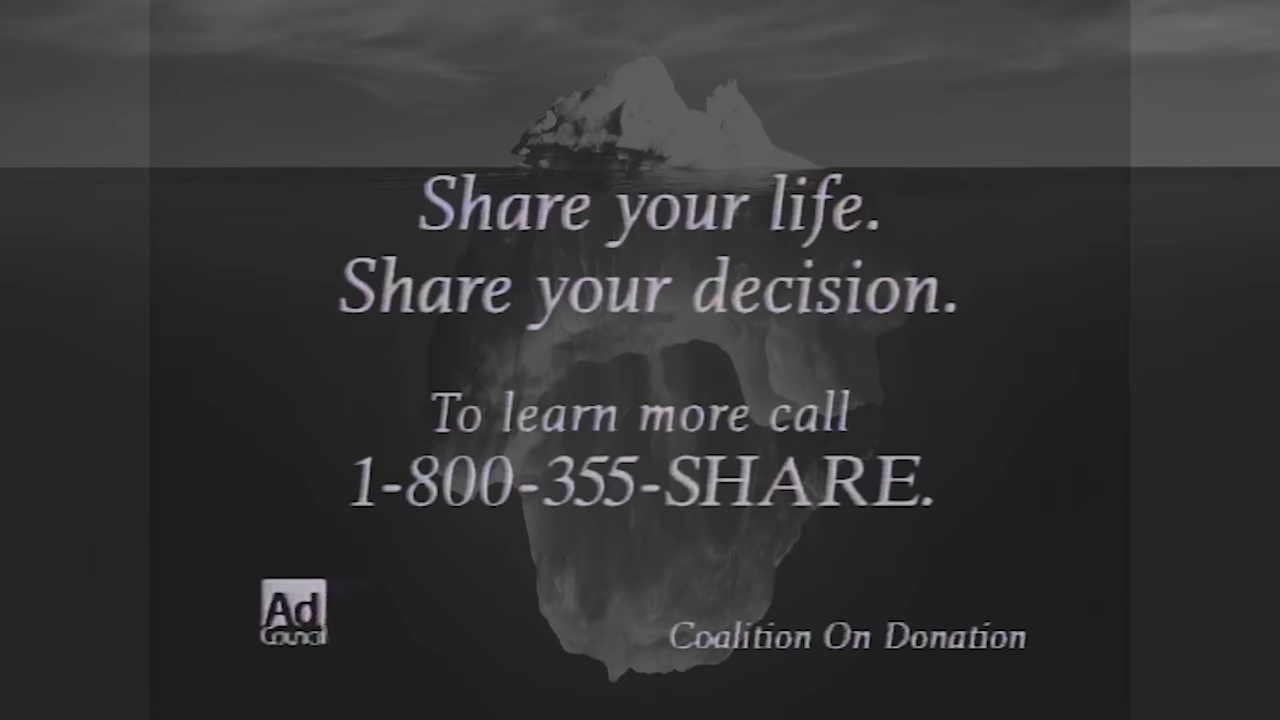 Share your life.
Share your decision.
To learn more call
1-800-355-SHARE.
Ad
Council
Coalition On Donation